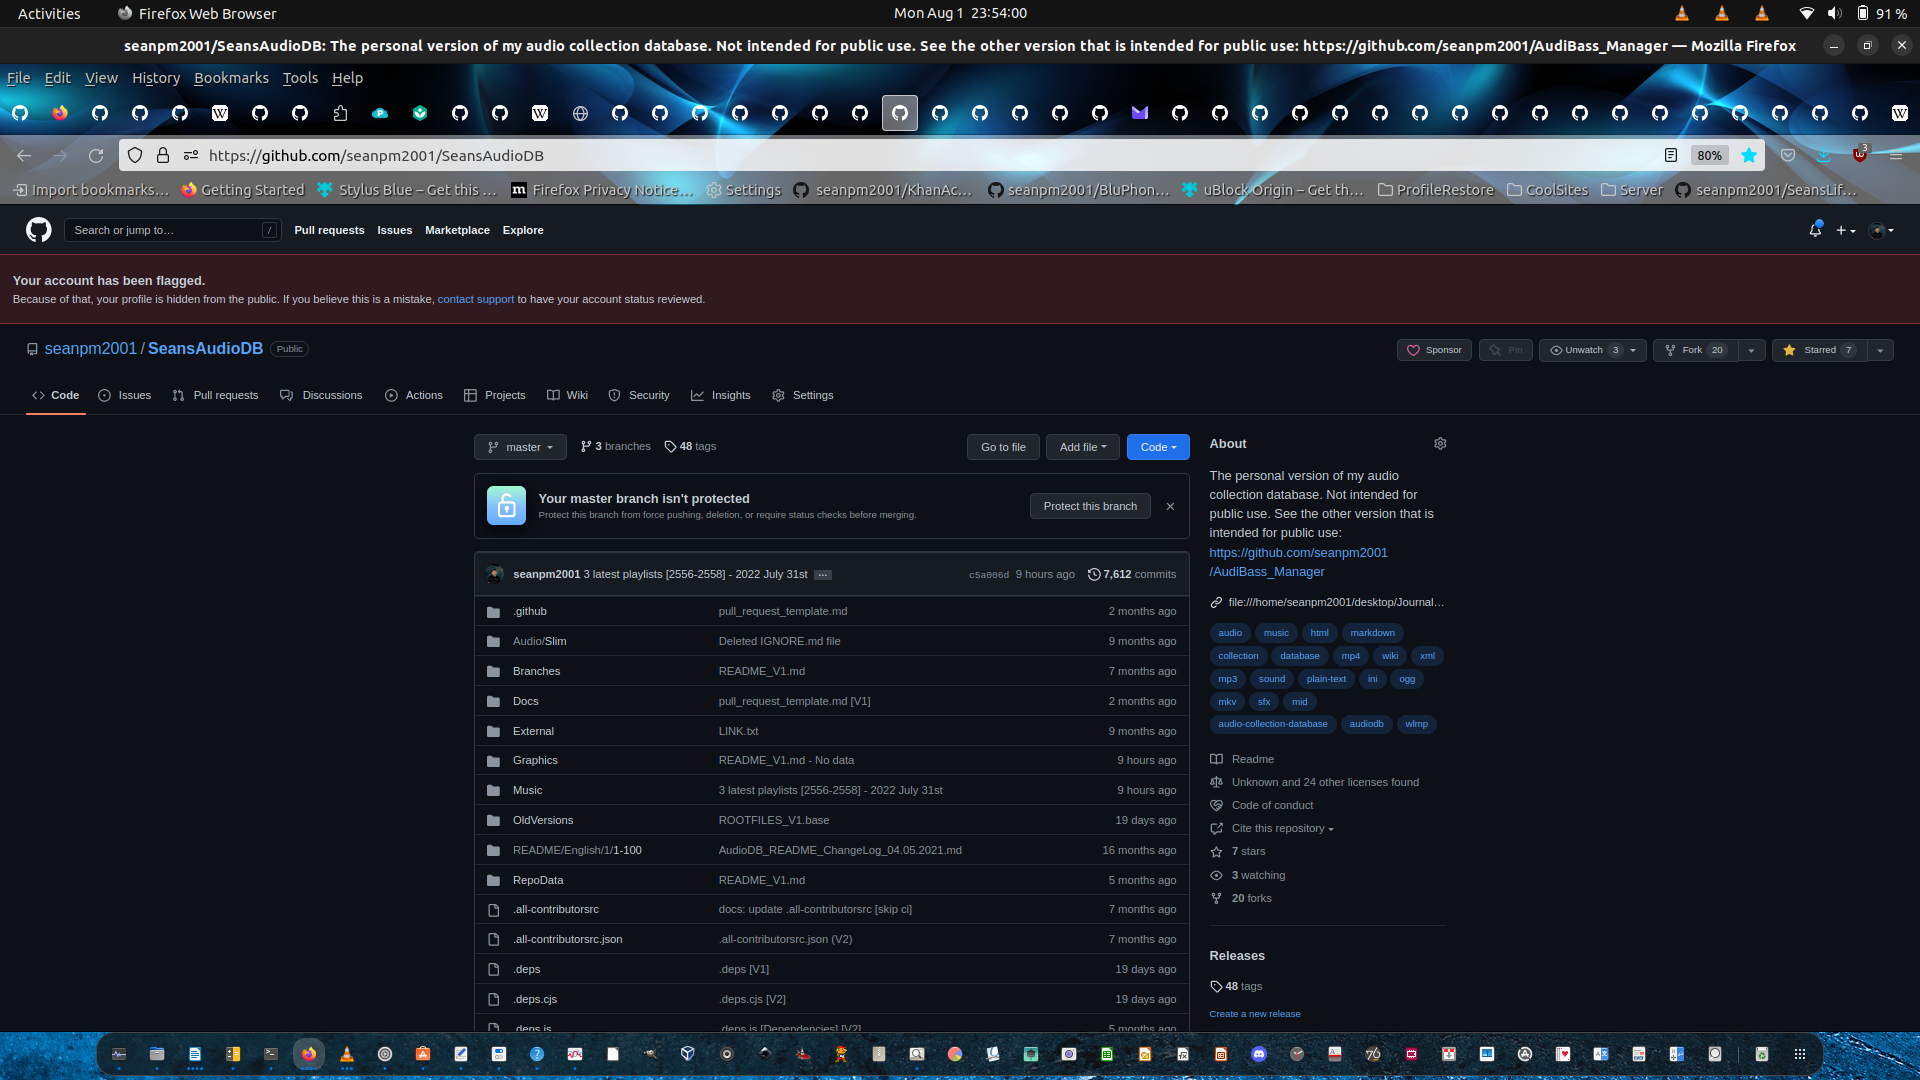 Activities Firefox Web Browser Mon Aug 1 23:54:00 91 %
seanpm2001/SeansAudioDB: The personal version of my audio collection database. Not intended for public use. See the other version that is intended for public use: https://github.com/seanpm2001/AudiBass_Manager — Mozilla Firefox
File Edit View History Bookmarks Tools Help
https://github.com/seanpm2001/SeansAudioDB 80% 3
Import bookmarks… Getting Started Stylus Blue – Get this … Firefox Privacy Notice… Settings seanpm2001/KhanAc… seanpm2001/BluPhon… uBlock Origin – Get th… ProfileRestore CoolSites Server seanpm2001/SeansLif…
Search or jump to… / Pull requests Issues Marketplace Explore
Your account has been flagged.
Because of that, your profile is hidden from the public. If you believe this is a mistake, contact support to have your account status reviewed.
seanpm2001 / SeansAudioDB Public Sponsor Pin Unwatch 3 Fork 20 Starred 7
Code Issues Pull requests Discussions Actions Projects Wiki Security Insights Settings
master 3 branches 48 tags Go to file Add file Code
Your master branch isn't protected
Protect this branch from force pushing, deletion, or require status checks before merging.
Protect this branch
seanpm2001 3 latest playlists [2556-2558] - 2022 July 31st … c5a006d 9 hours ago 7,612 commits
.github pull_request_template.md 2 months ago
Audio/Slim Deleted IGNORE.md file 9 months ago
Branches README_V1.md 7 months ago
Docs pull_request_template.md [V1] 2 months ago
External LINK.txt 9 months ago
Graphics README_V1.md - No data 9 hours ago
Music 3 latest playlists [2556-2558] - 2022 July 31st 9 hours ago
OldVersions ROOTFILES_V1.base 19 days ago
README/English/1/1-100 AudioDB_README_ChangeLog_04.05.2021.md 16 months ago
RepoData README_V1.md 5 months ago
.all-contributorsrc docs: update .all-contributorsrc [skip ci] 7 months ago
.all-contributorsrc.json .all-contributorsrc.json (V2) 7 months ago
.deps .deps [V1] 19 days ago
.deps.cjs .deps.cjs [V2] 19 days ago
.deps.js .deps.js [Dependencies] [V2] 5 months ago
About
The personal version of my audio
collection database. Not intended for
public use. See the other version that is
intended for public use:
https://github.com/seanpm2001
/AudiBass_Manager
file:///home/seanpm2001/desktop/Journal…
audio music html markdown
collection database mp4 wiki xml
mp3 sound plain-text ini ogg
mkv sfx mid
audio-collection-database audiodb wlmp
Readme
Unknown and 24 other licenses found
Code of conduct
Cite this repository
7 stars
3 watching
20 forks
Releases
48 tags
Create a new release